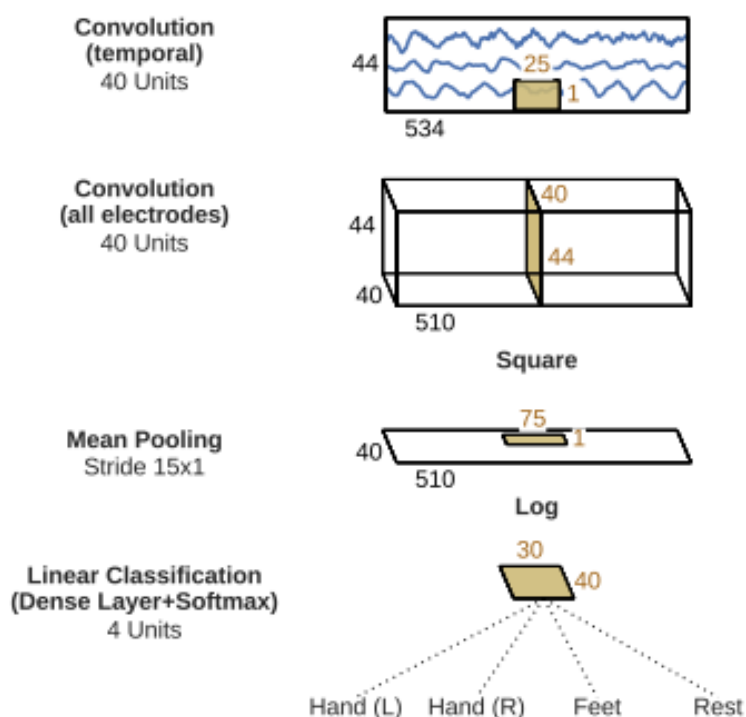 Convolution
(temporal)
40 Units
44
25
1
534
Convolution
(all electrodes)
40 Units
44
40
40
44
510
Square
Mean Pooling
Stride 15x1
40
75
1
510
Log
Linear Classification
(Dense Layer+Softmax)
4 Units
30
40
Hand (L) Hand (R) Feet Rest